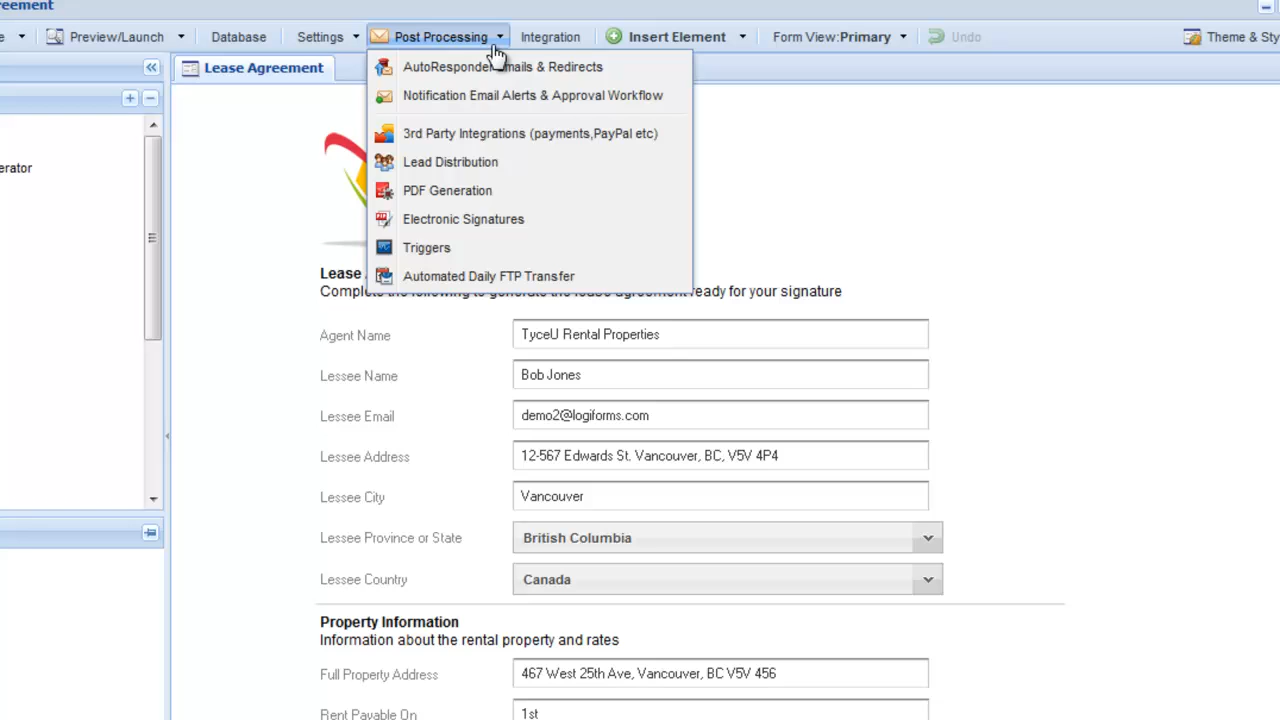 reement
e Preview/Launch Database Settings Post Processing Integration Insert Element Form View:Primary Undo Theme & Sty
Lease Agreement
AutoResponder Emails & Redirects
Notification Email Alerts & Approval Workflow
erator
3rd Party Integrations (payments,PayPal etc)
Lead Distribution
PDF Generation
Electronic Signatures
Triggers
Automated Daily FTP Transfer
Lease
Complete the following to generate the lease agreement ready for your signature
Agent Name TyceU Rental Properties
Lessee Name Bob Jones
Lessee Email demo2@logiforms.com
Lessee Address 12-567 Edwards St. Vancouver, BC, V5V 4P4
Lessee City Vancouver
Lessee Province or State British Columbia
Lessee Country Canada
Property Information
Information about the rental property and rates
Full Property Address 467 West 25th Ave, Vancouver, BC V5V 456
Rent Payable On 1st